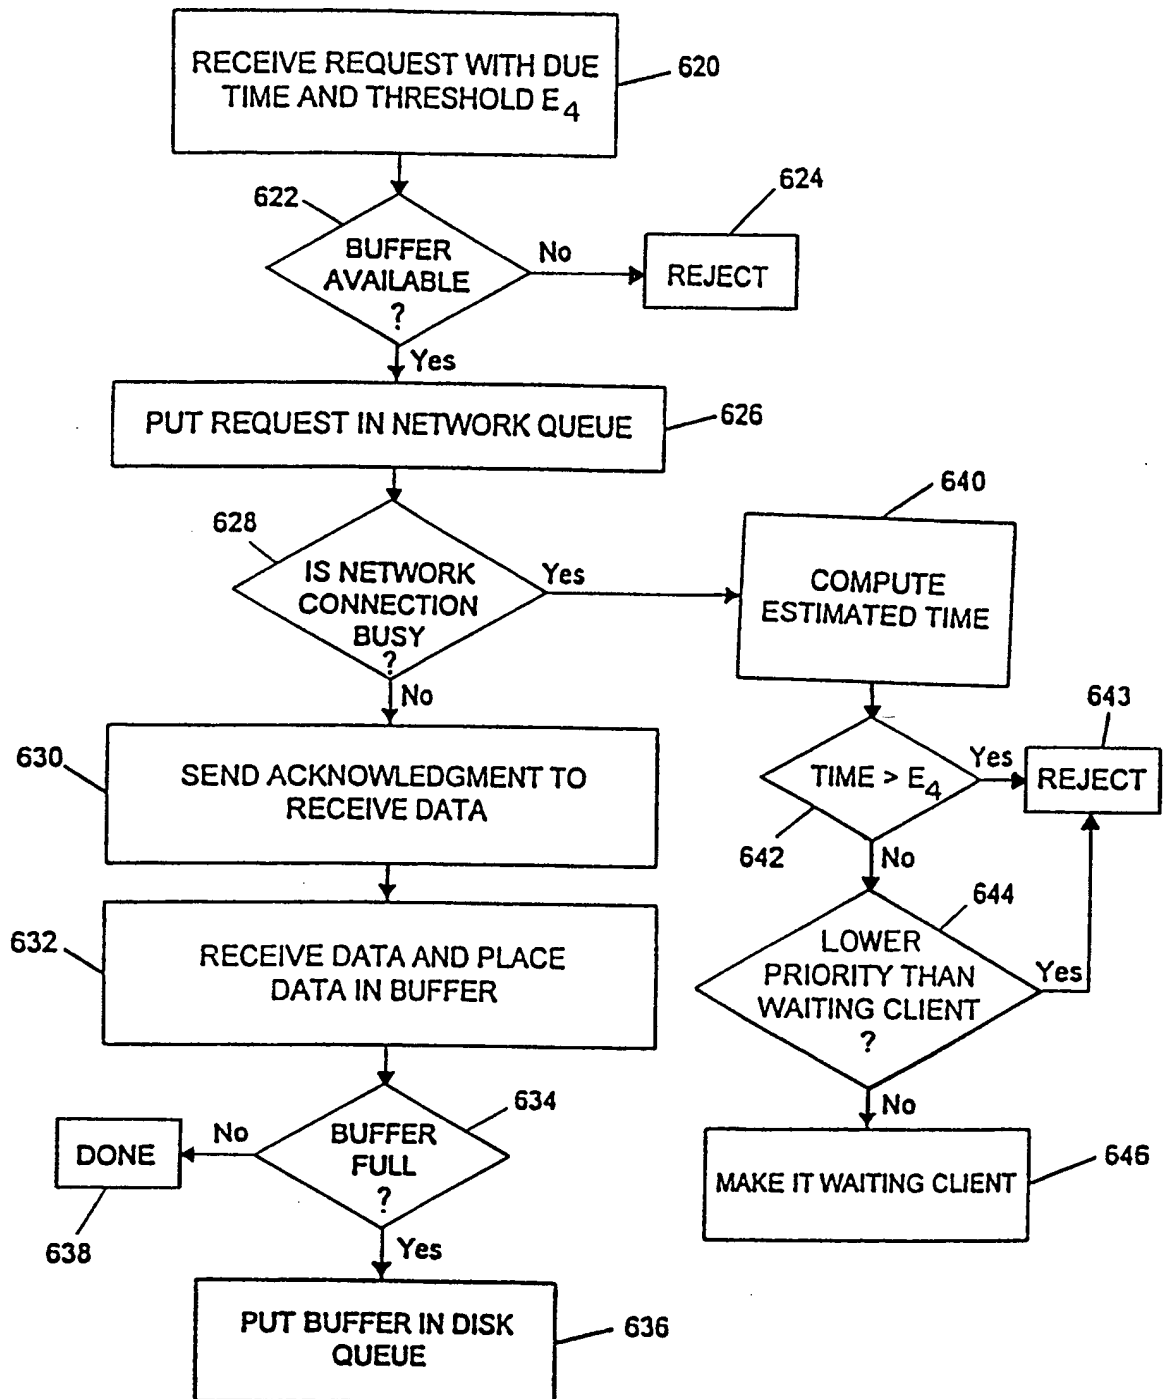 RECEIVE REQUEST WITH DUE
TIME AND THRESHOLD E4
620
622
BUFFER
AVAILABLE
?
No
624
REJECT
Yes
PUT REQUEST IN NETWORK QUEUE
626
628
IS NETWORK
CONNECTION
BUSY
?
Yes
640
COMPUTE
ESTIMATED TIME
No
630
SEND ACKNOWLEDGMENT TO
RECEIVE DATA
TIME > E4
642
Yes
643
REJECT
No
632
RECEIVE DATA AND PLACE
DATA IN BUFFER
644
LOWER
PRIORITY THAN
WAITING CLIENT
?
Yes
No
634
BUFFER
FULL
?
No
DONE
638
MAKE IT WAITING CLIENT
646
Yes
PUT BUFFER IN DISK
QUEUE
636